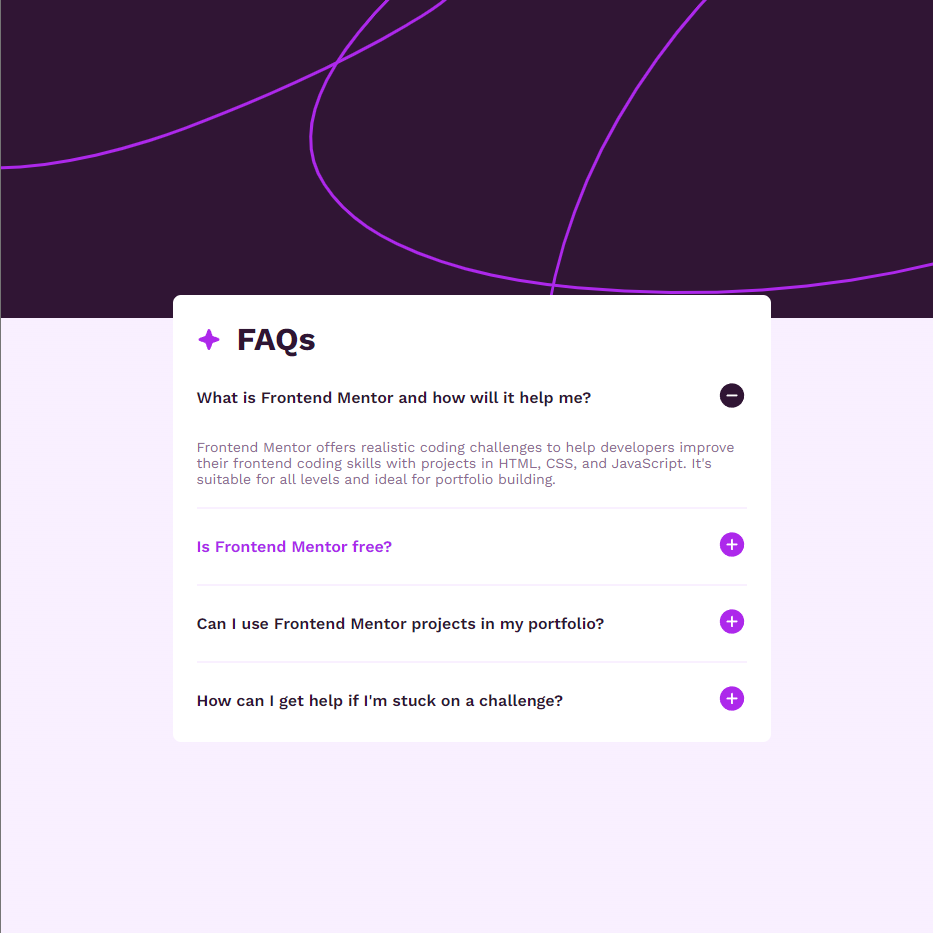 FAQs
What is Frontend Mentor and how will it help me?
Frontend Mentor offers realistic coding challenges to help developers improve
their frontend coding skills with projects in HTML, CSS, and JavaScript. It's
suitable for all levels and ideal for portfolio building.
Is Frontend Mentor free?
Can I use Frontend Mentor projects in my portfolio?
How can I get help if I'm stuck on a challenge?